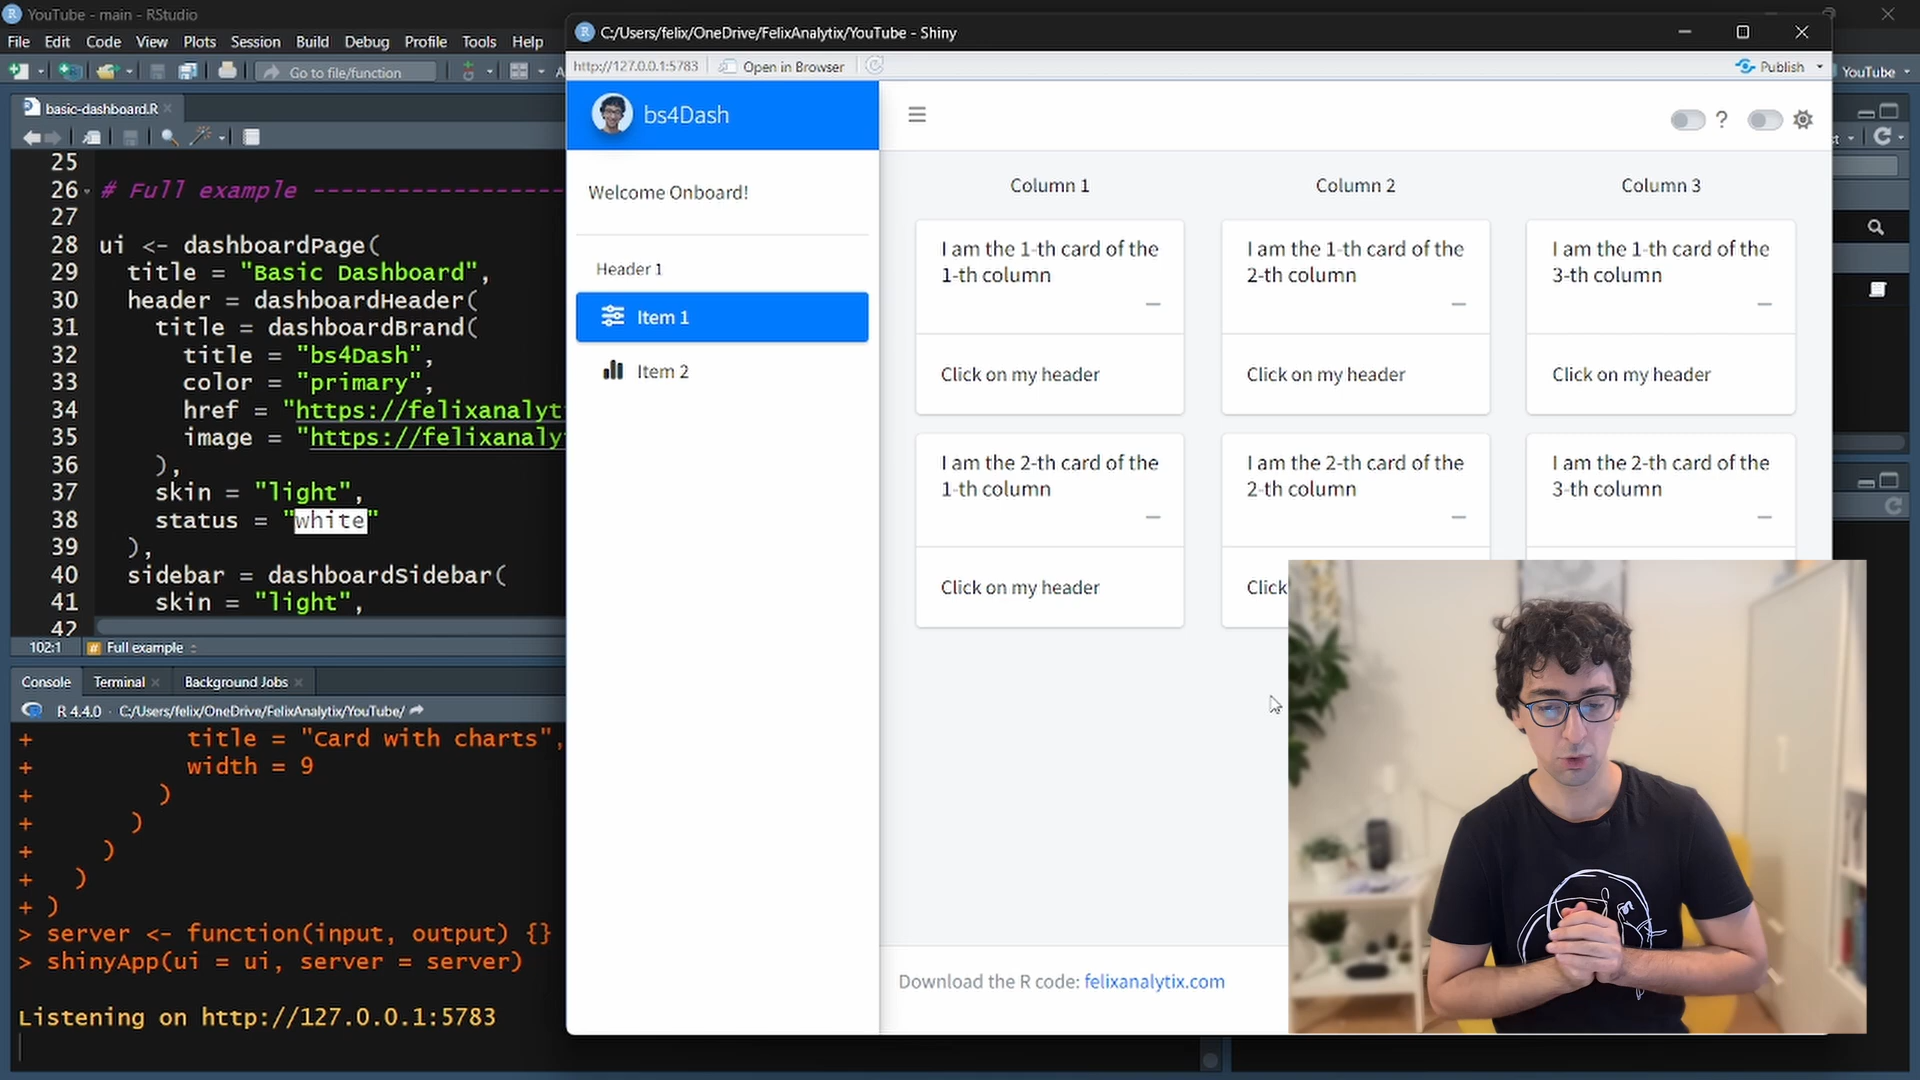 YouTube - main - RStudio
File Edit Code View Plots Session Build Debug Profile Tools Help
Go to file/function
YouTube
basic-dashboard.R
25
26 # Full example -------------------
27
28 ui <- dashboardPage(
29 title = "Basic Dashboard",
30 header = dashboardHeader(
31 title = dashboardBrand(
32 title = "bs4Dash",
33 color = "primary",
34 href = "https://felixanalyt
35 image = "https://felixanaly
36 ),
37 skin = "light",
38 status = "white"
39 ),
40 sidebar = dashboardSidebar(
41 skin = "light",
42
102:1 # Full example
Console Terminal Background Jobs
R 4.4.0 · C:/Users/felix/OneDrive/FelixAnalytix/YouTube/
+ title = "Card with charts",
+ width = 9
+ )
+ )
+ )
+ )
+ )
> server <- function(input, output) {}
> shinyApp(ui = ui, server = server)
Listening on http://127.0.0.1:5783
C:/Users/felix/OneDrive/FelixAnalytix/YouTube - Shiny
http://127.0.0.1:5783 Open in Browser
Publish
bs4Dash
?
Welcome Onboard!
Header 1
Item 1
Item 2
Column 1
Column 2
Column 3
I am the 1-th card of the
1-th column
Click on my header
I am the 1-th card of the
2-th column
Click on my header
I am the 1-th card of the
3-th column
Click on my header
I am the 2-th card of the
1-th column
Click on my header
I am the 2-th card of the
2-th column
Click
I am the 2-th card of the
3-th column
Download the R code: felixanalytix.com